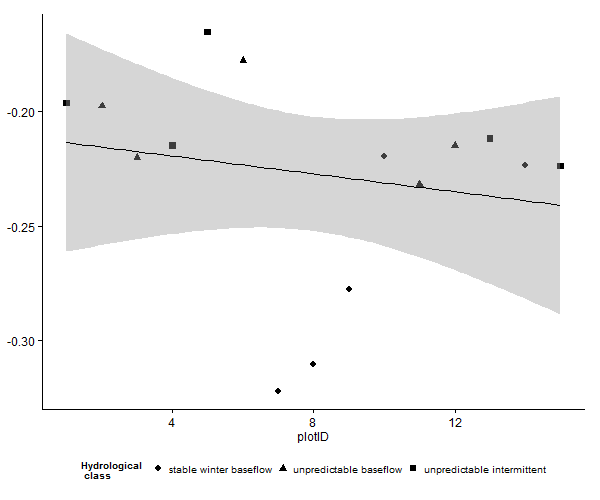 -0.20
-0.25
-0.30
4 8 12
plotID
Hydrological
class
stable winter baseflow unpredictable baseflow unpredictable intermittent